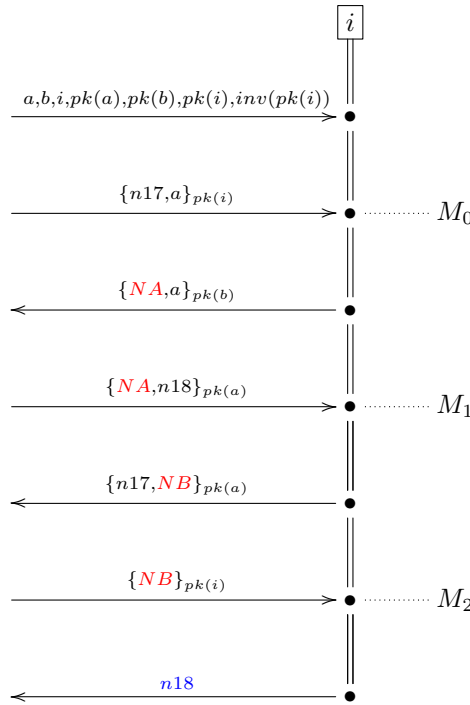 i
a,b,i,pk(a),pk(b),pk(i),inv(pk(i))
{n17,a}pk(i)
M0
{NA,a}pk(b)
{NA,n18}pk(a)
M1
{n17,NB}pk(a)
{NB}pk(i)
M2
n18